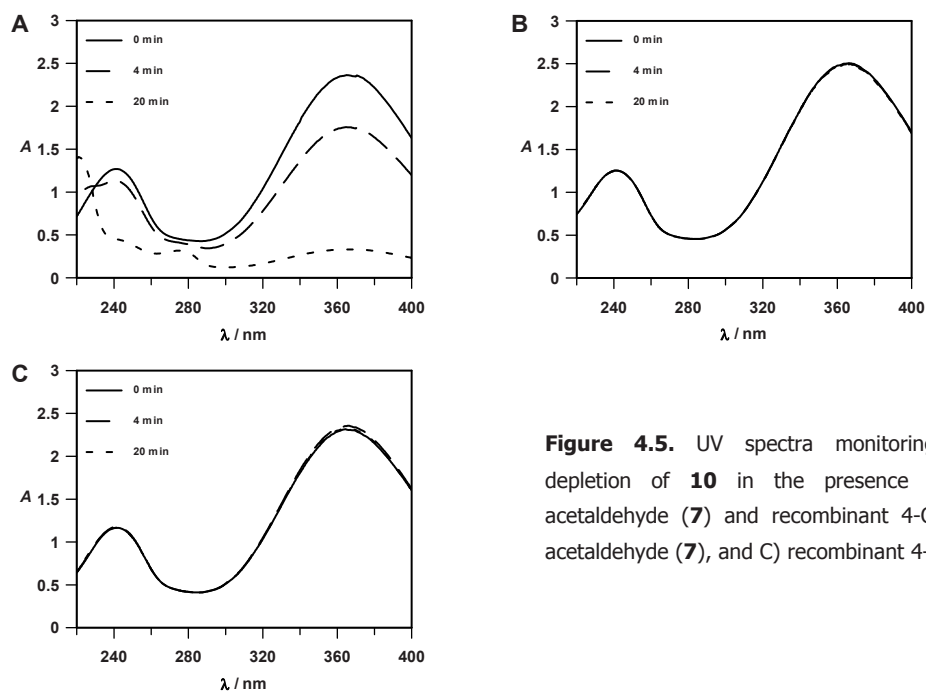 A
3
2.5
2
A 1.5
1
0.5
0
0 min
4 min
20 min
240 280 320 360 400
λ / nm
B
3
2.5
2
A 1.5
1
0.5
0
0 min
4 min
20 min
240 280 320 360 400
λ / nm
C
3
2.5
2
A 1.5
1
0.5
0
0 min
4 min
20 min
240 280 320 360 400
λ / nm
Figure 4.5. UV spectra monitoring
depletion of 10 in the presence
acetaldehyde (7) and recombinant 4-
acetaldehyde (7), and C) recombinant 4-